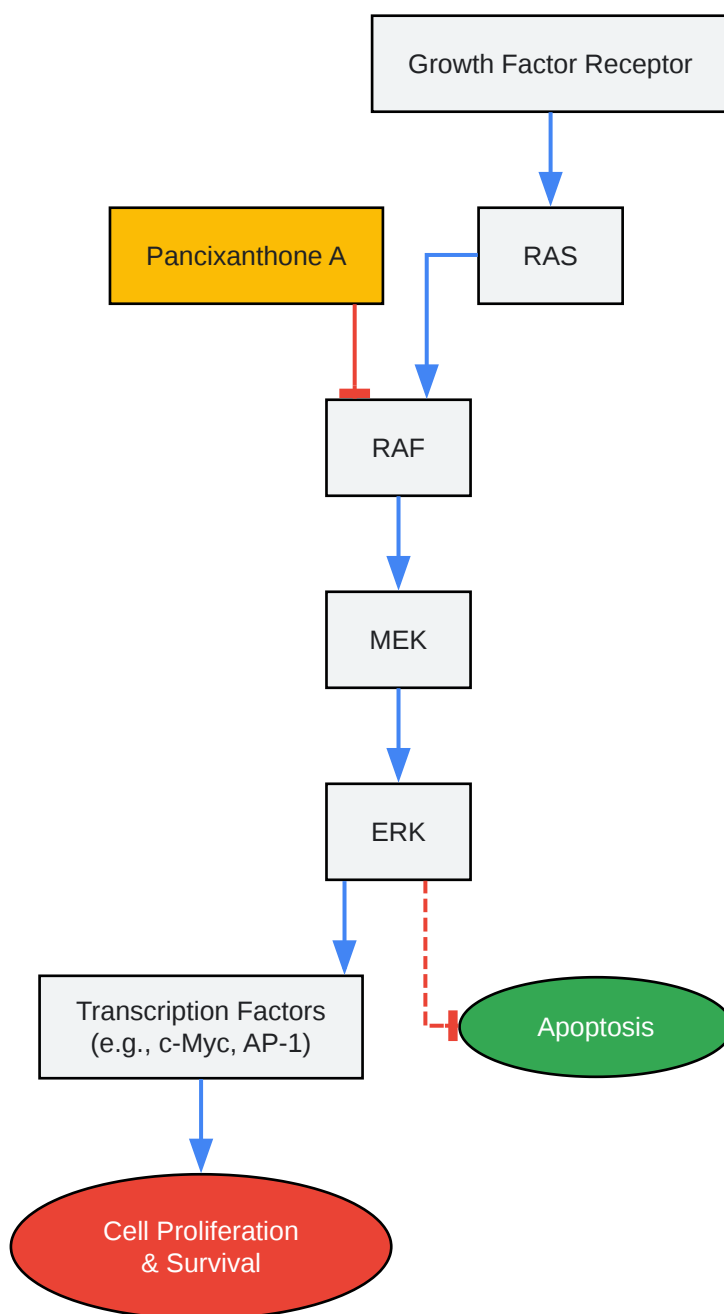 Growth Factor Receptor
Pancixanthone A
RAS
RAF
MEK
ERK
Transcription Factors
(e.g., c-Myc, AP-1)
Apoptosis
Cell Proliferation
& Survival